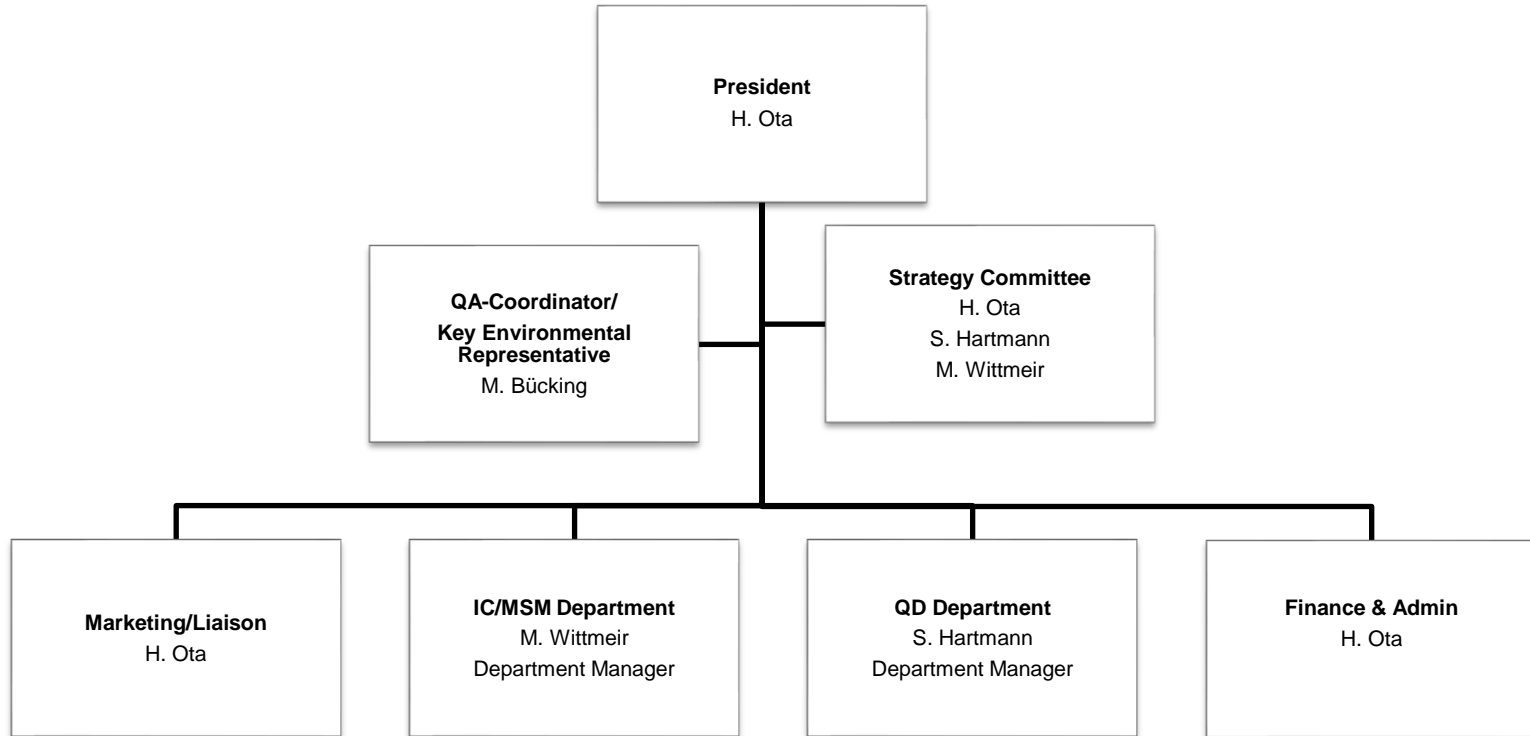 President
H. Ota
QA-Coordinator/
Key Environmental
Representative
M. Bücking
Strategy Committee
H. Ota
S. Hartmann
M. Wittmeir
Marketing/Liaison
H. Ota
IC/MSM Department
M. Wittmeir
Department Manager
QD Department
S. Hartmann
Department Manager
Finance & Admin
H. Ota